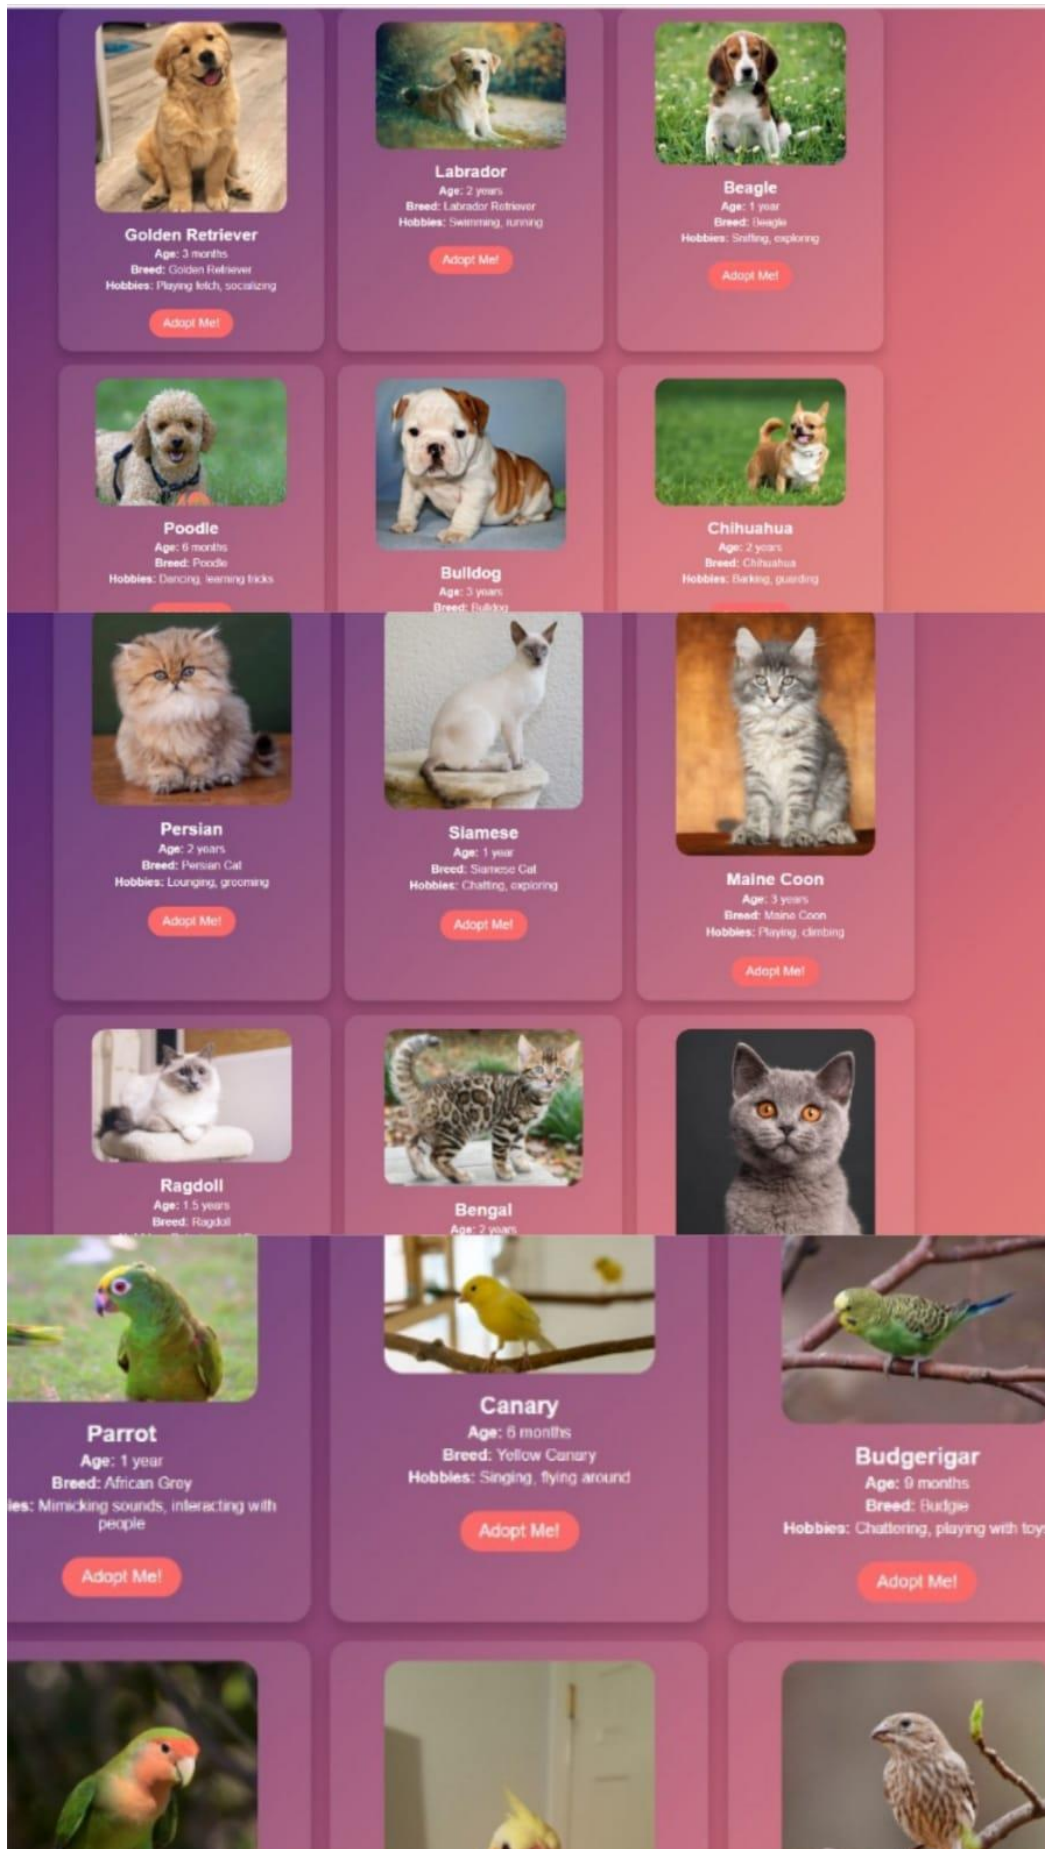 Golden Retriever
Age: 3 months
Breed: Golden Retriever
Hobbies: Playing fetch, socializing
Adopt Me!
Labrador
Age: 2 years
Breed: Labrador Retriever
Hobbies: Swimming, running
Adopt Me!
Beagle
Age: 1 year
Breed: Beagle
Hobbies: Sniffing, exploring
Adopt Me!
Poodle
Age: 6 months
Breed: Poodle
Hobbies: Dancing, learning tricks
Bulldog
Age: 3 years
Breed: Bulldog
Chihuahua
Age: 2 years
Breed: Chihuahua
Hobbies: Barking, guarding
Persian
Age: 2 years
Breed: Persian Cat
Hobbies: Lounging, grooming
Adopt Me!
Siamese
Age: 1 year
Breed: Siamese Cat
Hobbies: Chatting, exploring
Adopt Me!
Maine Coon
Age: 3 years
Breed: Maine Coon
Hobbies: Playing, climbing
Adopt Me!
Ragdoll
Age: 1.5 years
Breed: Ragdoll
Bengal
Age: 2 years
Parrot
Age: 1 year
Breed: African Grey
ies: Mimicking sounds, interacting with
people
Adopt Me!
Canary
Age: 6 months
Breed: Yellow Canary
Hobbies: Singing, flying around
Adopt Me!
Budgerigar
Age: 9 months
Breed: Budgie
Hobbies: Chattering, playing with toys
Adopt Me!